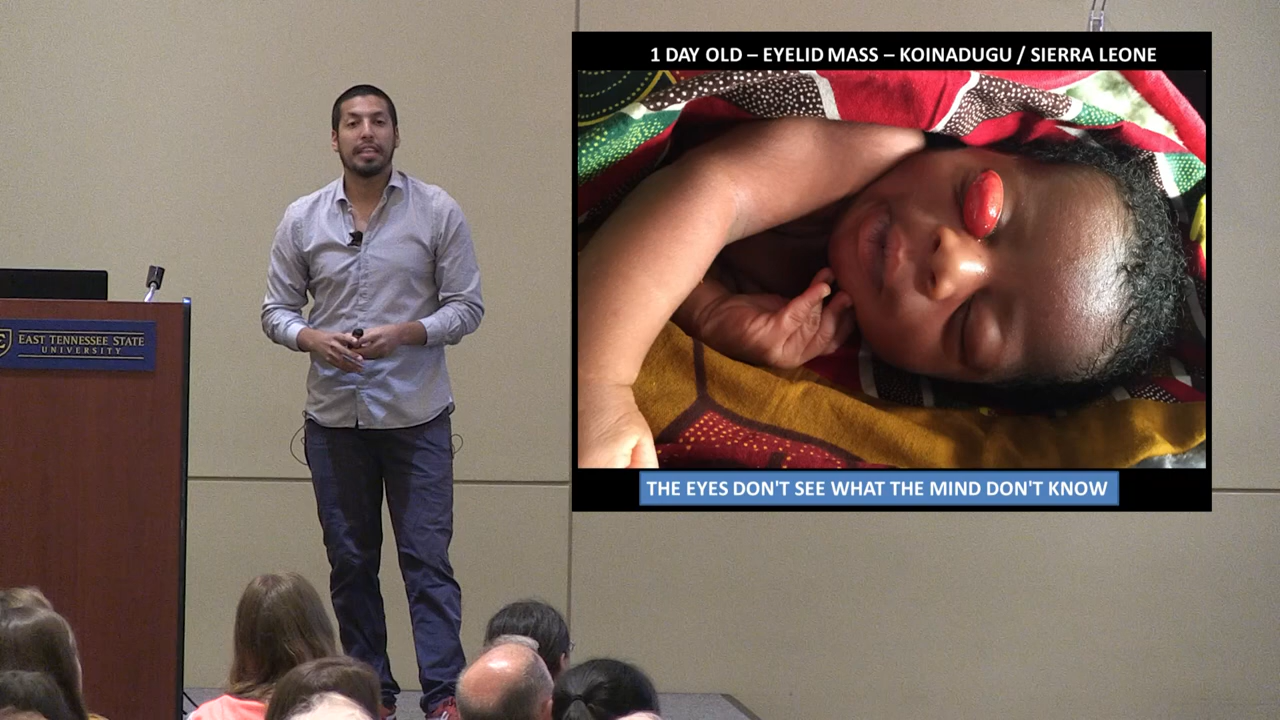 1 DAY OLD – EYELID MASS – KOINADUGU / SIERRA LEONE
EAST TENNESSEE STATE
UNIVERSITY
THE EYES DON'T SEE WHAT THE MIND DON'T KNOW